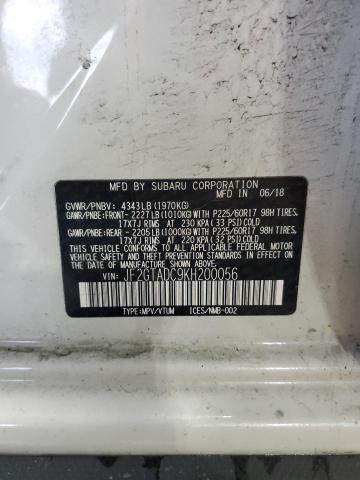 MFD BY SUBARU CORPORATION
MFD IN 06/18
GVWR/PNBV: 4343LB(1970KG)
GAWR/PNBE:FRONT- 2227LB(1010KG)WITH P225/60R17 98H TIRES.
17X7J RIMS AT 230 KPA(33 PSI)COLD
GAWR/PNBE:REAR - 2205LB(1000KG)WITH P225/60R17 98H TIRES.
17X7J RIMS AT 220 KPA(32 PSI)COLD
THIS VEHICLE CONFORMS TO ALL APPLICABLE FEDERAL
MOTOR VEHICLE SAFETY, BUMPER, AND THEFT PREVENTION
STANDARDS IN EFFECT ON THE DATE OF MANUFACTURE
SHOWN ABOVE.
VIN: JF2GTADC9KH200056
TYPE:MPV/VTUM ICES/NMB-002